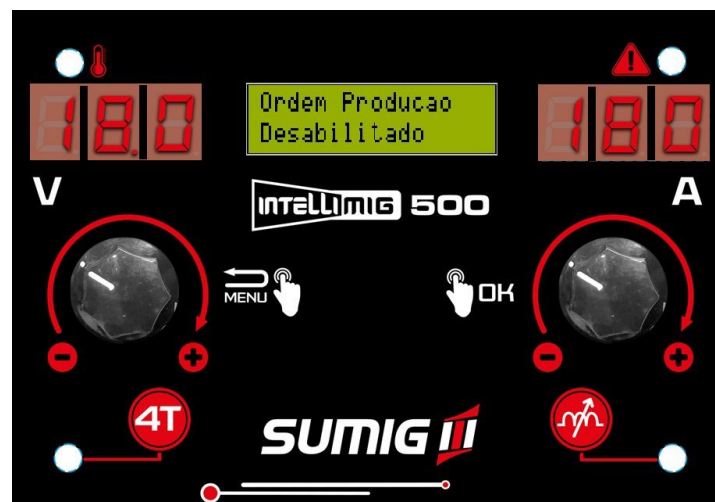 18.0
Ordem Producao
Desabilitado
180
V
A
INTELLIMIG 500
MENU
OK
4T
SUMIG